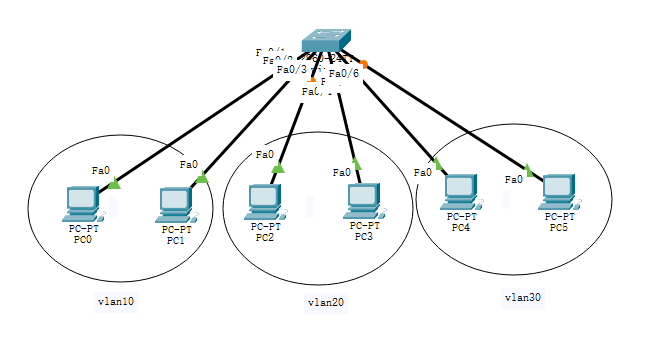 Fa0/3
Fa0/6
Fa0
Fa0
Fa0
Fa0
Fa0
Fa0
PC-PT
PC0
PC-PT
PC1
PC-PT
PC2
PC-PT
PC3
PC-PT
PC4
PC-PT
PC5
vlan10
vlan20
vlan30